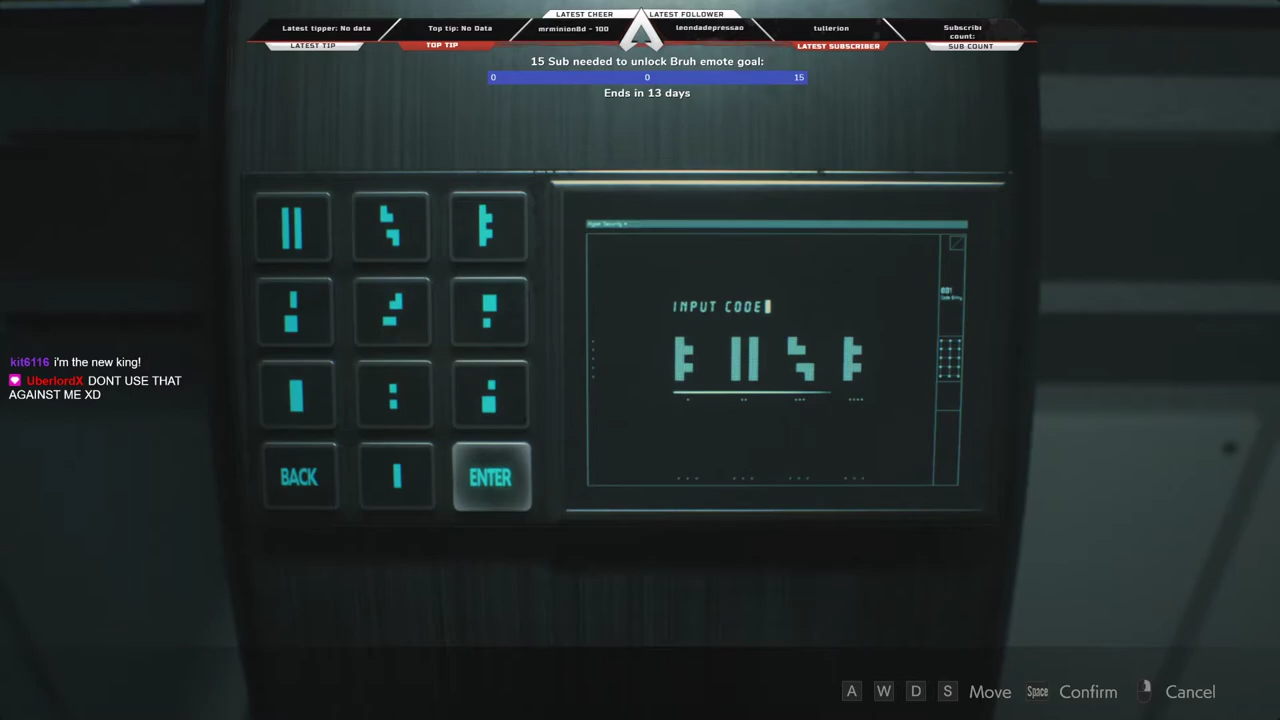 LATEST CHEER
LATEST FOLLOWER
Latest tipper: No data
Top tip: No Data
mrminion8d - 100
leondadepressao
tullerion
Subscribi
count:
LATEST TIP
TOP TIP
LATEST SUBSCRIBER
SUB COUNT
15 Sub needed to unlock Bruh emote goal:
0
0
15
Ends in 13 days
INPUT CODE
001
Code Entry
kit6116 i'm the new king!
UberlordX DONT USE THAT
AGAINST ME XD
BACK
ENTER
A W D S Move Space Confirm Cancel